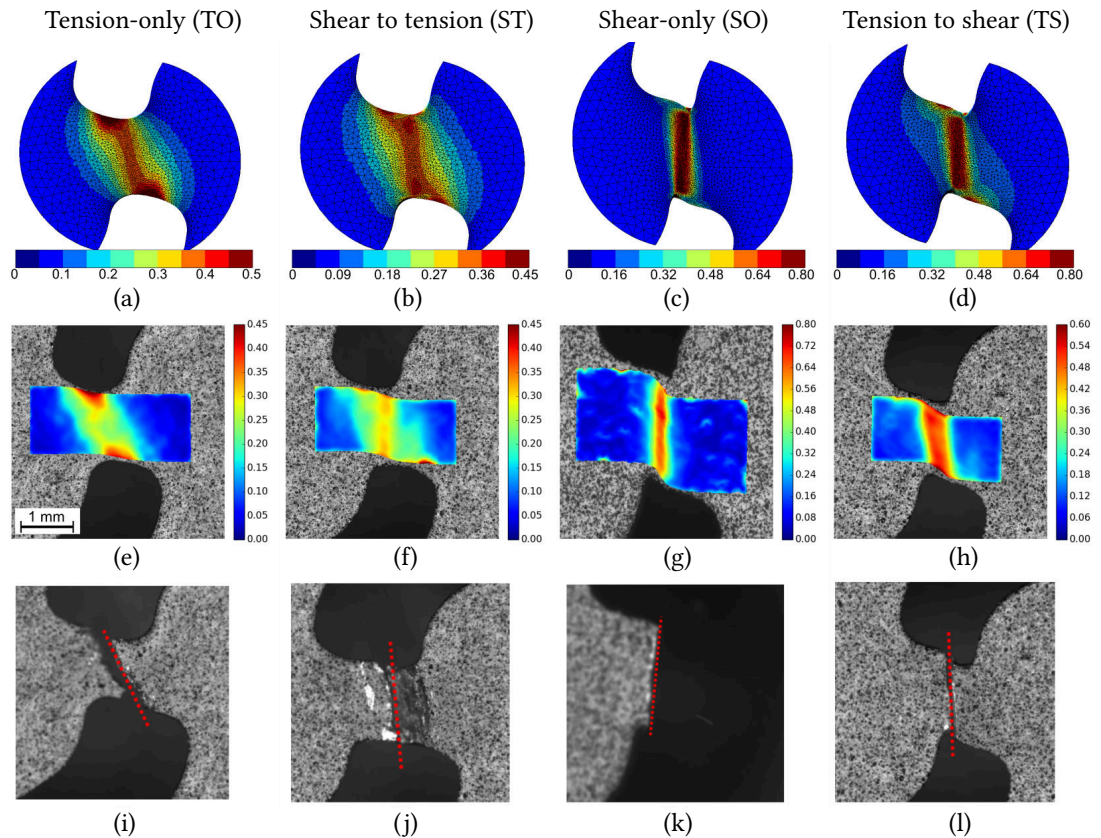 Tension-only (TO) Shear to tension (ST) Shear-only (SO) Tension to shear (TS)
0 0.1 0.2 0.3 0.4 0.5 0 0.09 0.18 0.27 0.36 0.45 0 0.16 0.32 0.48 0.64 0.80 0 0.16 0.32 0.48 0.64 0.80
(a) (b) (c) (d)
0.45 0.45 0.80 0.60
0.40 0.40 0.72 0.54
0.35 0.35 0.64 0.48
0.30 0.30 0.56 0.42
0.25 0.25 0.48 0.36
0.20 0.20 0.40 0.30
0.15 0.15 0.32 0.24
0.10 0.10 0.24 0.18
0.05 0.05 0.16 0.12
0.00 0.00 0.08 0.06
0.00 0.00
1 mm
(e) (f) (g) (h)
(i) (j) (k) (l)